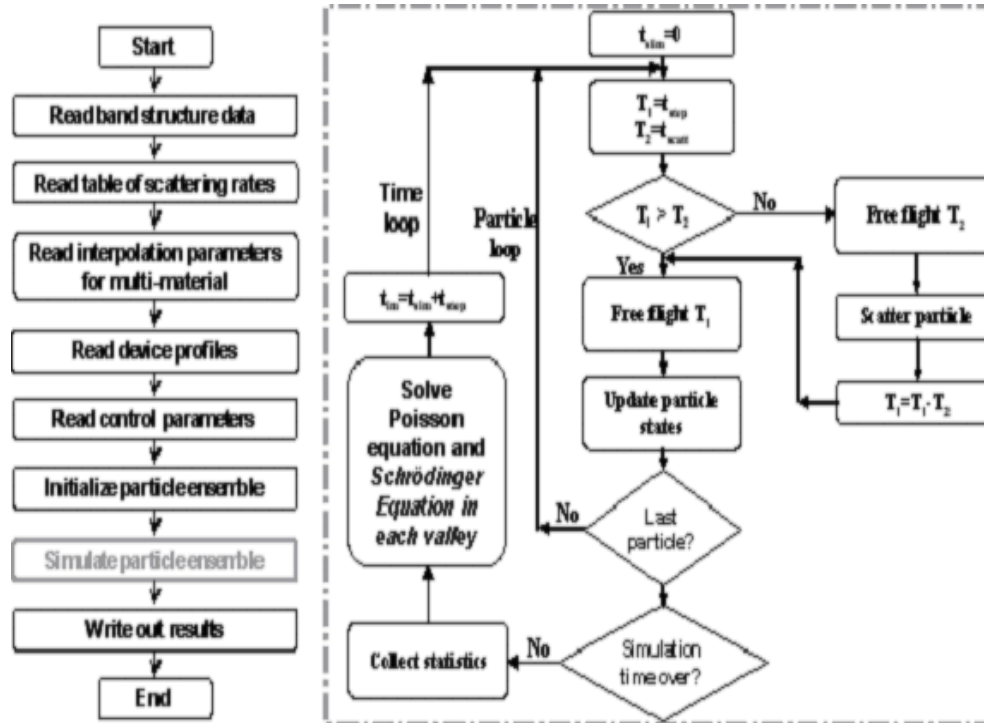 Start
Read band structure data
Read table of scattering rates
Read interpolation parameters
for multi-material
Read device profiles
Read control parameters
Initialize particle ensemble
Simulate particle ensemble
Write out results
End
t_sim=0
T_1=t_step
T_2=t_scatt
T_1 > T_2
No
Free flight T_2
Scatter particle
T_1=T_1-T_2
Yes
Free flight T_1
Update particle
states
Last
particle?
No
Particle
loop
Simulation
time over?
No
Collect statistics
Solve
Poisson
equation and
Schrödinger
Equation in
each valley
t_im=t_sim+t_step
Time
loop